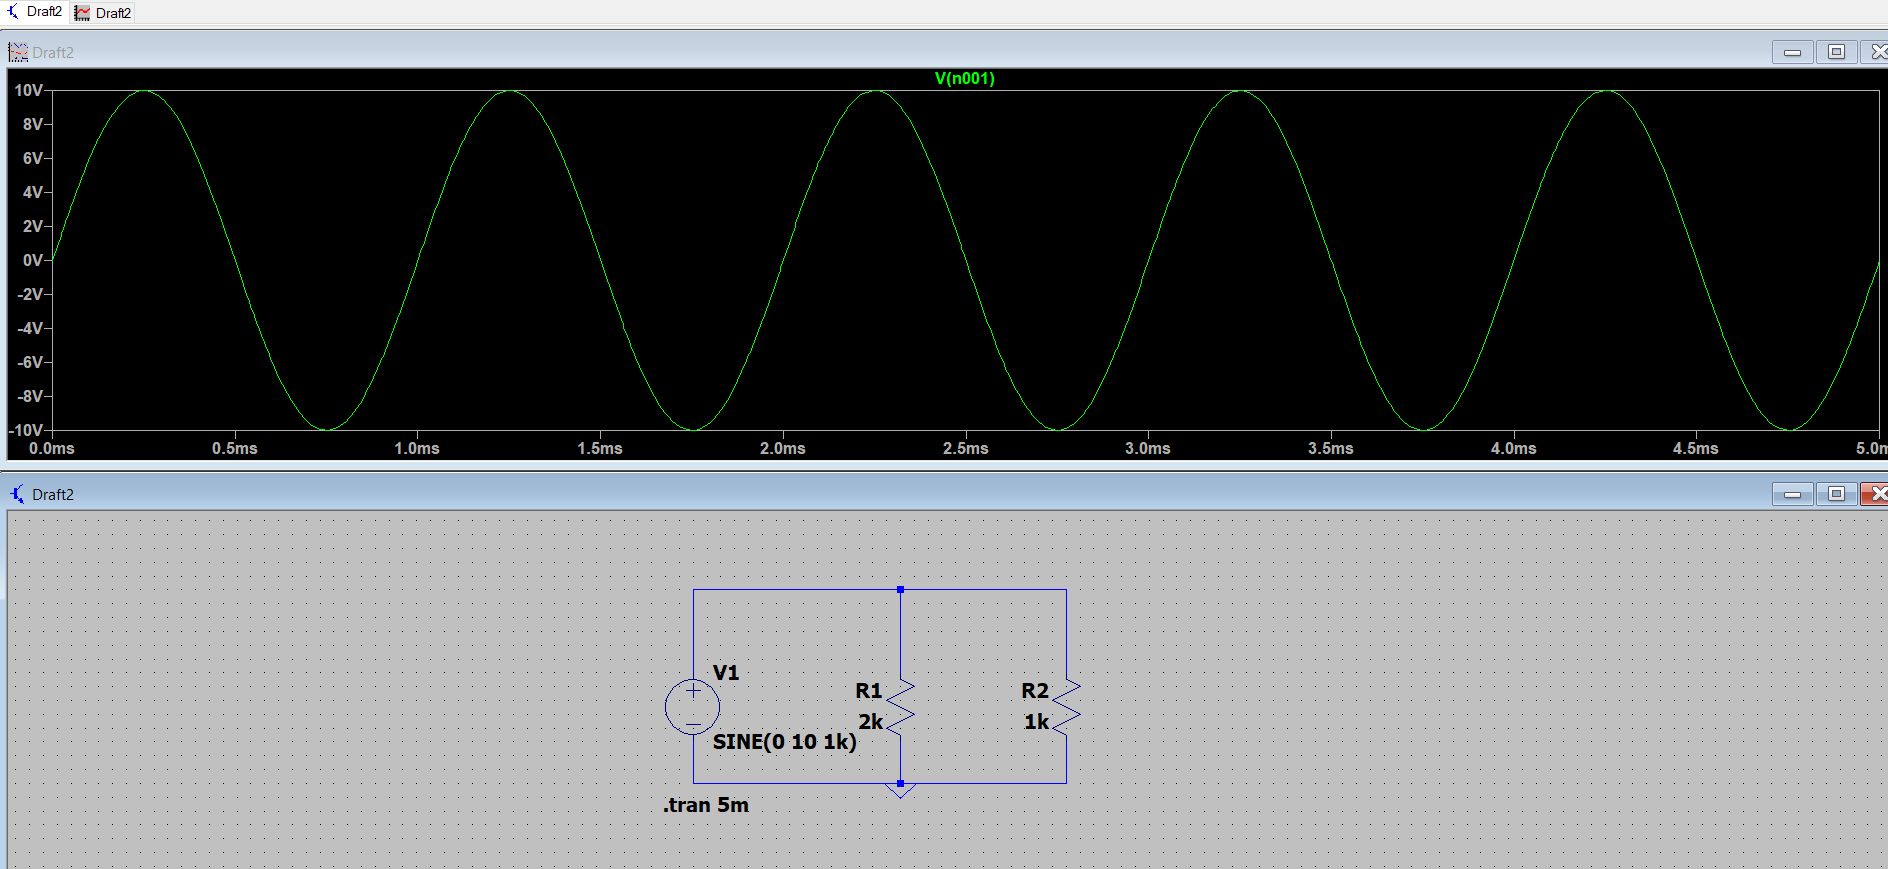 Draft2 Draft2
Draft2
V(n001)
10V
8V
6V
4V
2V
0V
-2V
-4V
-6V
-8V
-10V
0.0ms 0.5ms 1.0ms 1.5ms 2.0ms 2.5ms 3.0ms 3.5ms 4.0ms 4.5ms 5.0m
Draft2
V1
R1 R2
2k 1k
SINE(0 10 1k)
.tran 5m